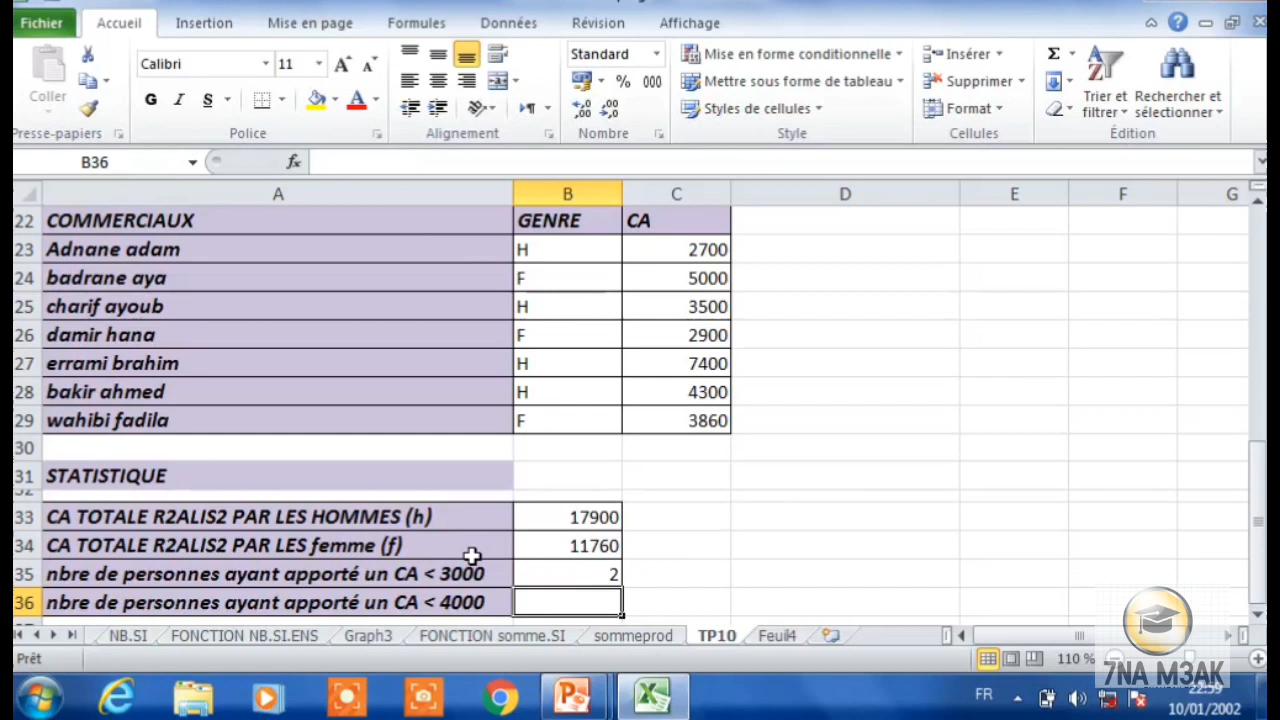 Fichier Accueil Insertion Mise en page Formules Données Révision Affichage
Coller
Calibri 11
G I S
Standard
% 000
Mise en forme conditionnelle
Mettre sous forme de tableau
Styles de cellules
Insérer
Supprimer
Format
Σ
Trier et filtrer
Rechercher et sélectionner
Presse-papiers Police Alignement Nombre Style Cellules Édition
B36 fx
A B C D E F G
22 COMMERCIAUX GENRE CA
23 Adnane adam H 2700
24 badrane aya F 5000
25 charif ayoub H 3500
26 damir hana F 2900
27 errami brahim H 7400
28 bakir ahmed H 4300
29 wahibi fadila F 3860
30
31 STATISTIQUE
32
33 CA TOTALE R2ALIS2 PAR LES HOMMES (h) 17900
34 CA TOTALE R2ALIS2 PAR LES femme (f) 11760
35 nbre de personnes ayant apporté un CA < 3000 2
36 nbre de personnes ayant apporté un CA < 4000
NB.SI FONCTION NB.SI.ENS Graph3 FONCTION somme.SI sommeprod TP10 Feuil4
Prêt 110 %
7NA M3AK
FR 22:59
10/01/2002